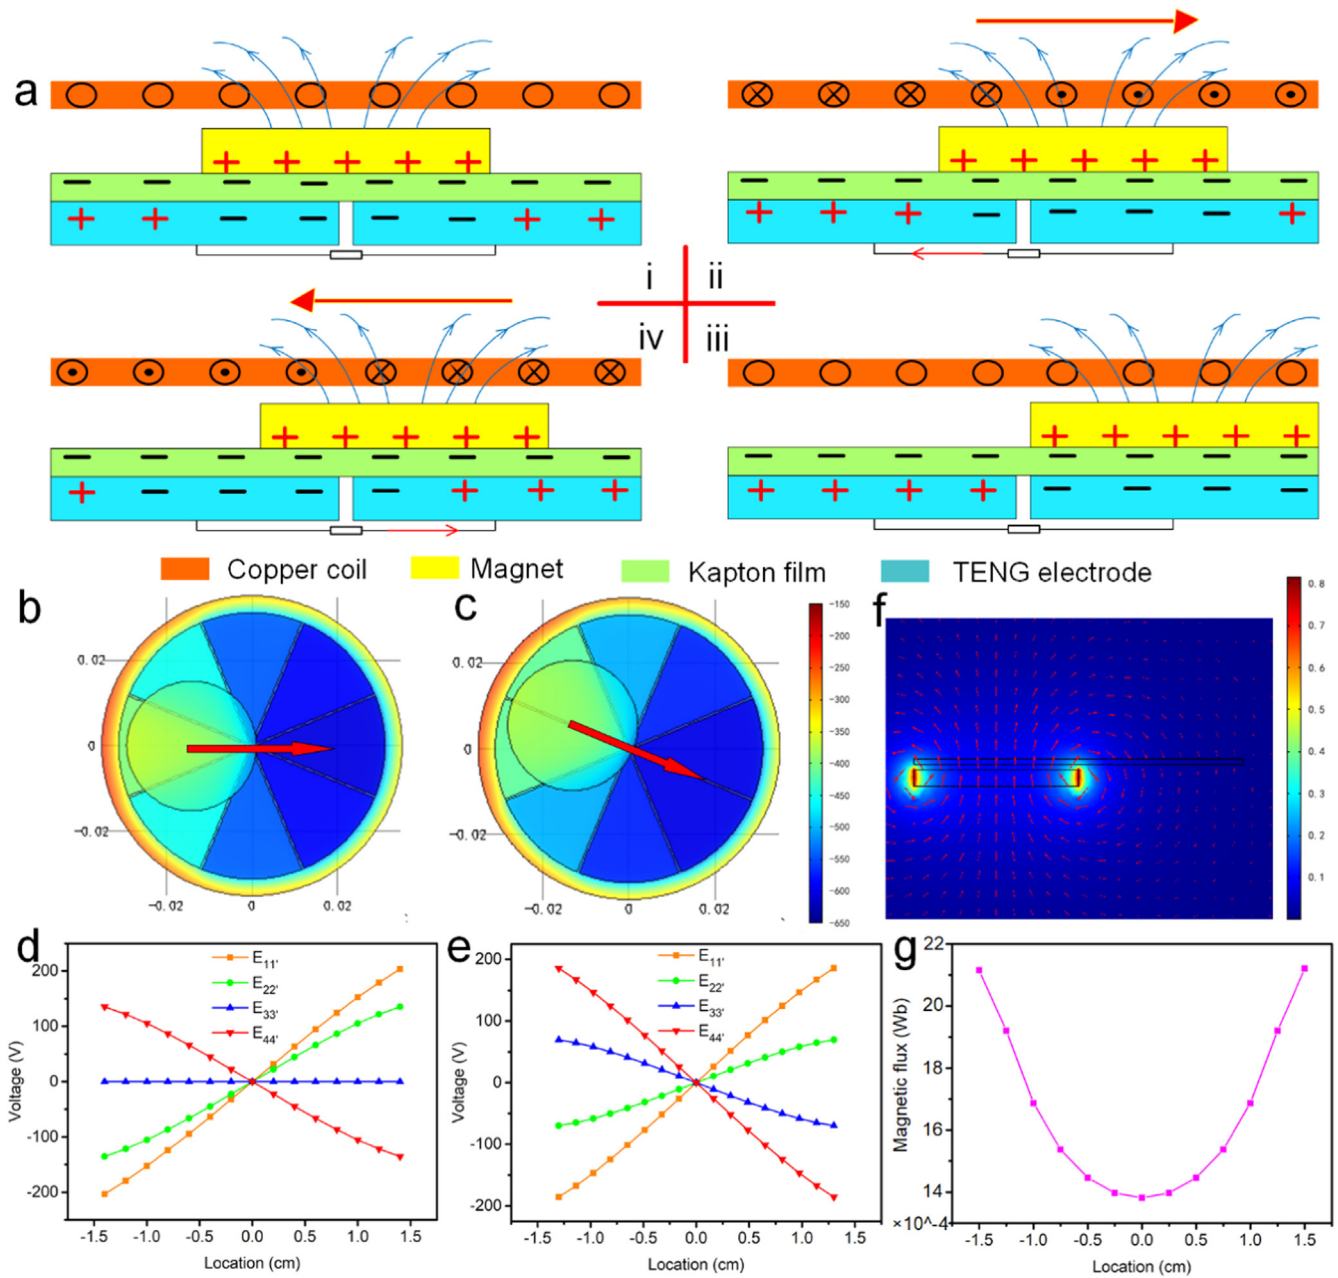 a
i
ii
iv
iii
Copper coil
Magnet
Kapton film
TENG electrode
b
0.02
0
-0.02
-0.02
0
0.02
c
0.02
0
-0.02
-0.02
0
0.02
-150
-200
-250
-300
-350
-400
-450
-500
-550
-600
-650
f
0.8
0.7
0.6
0.5
0.4
0.3
0.2
0.1
d
E11'
E22'
E33'
E44'
Voltage (V)
200
100
0
-100
-200
-1.5
-1.0
-0.5
0.0
0.5
1.0
1.5
Location (cm)
e
E11'
E22'
E33'
E44'
Voltage (V)
200
100
0
-100
-200
-1.5
-1.0
-0.5
0.0
0.5
1.0
1.5
Location (cm)
g
Magnetic flux (Wb)
22
20
18
16
14
×10^-4
-1.5
-1.0
-0.5
0.0
0.5
1.0
1.5
Location (cm)